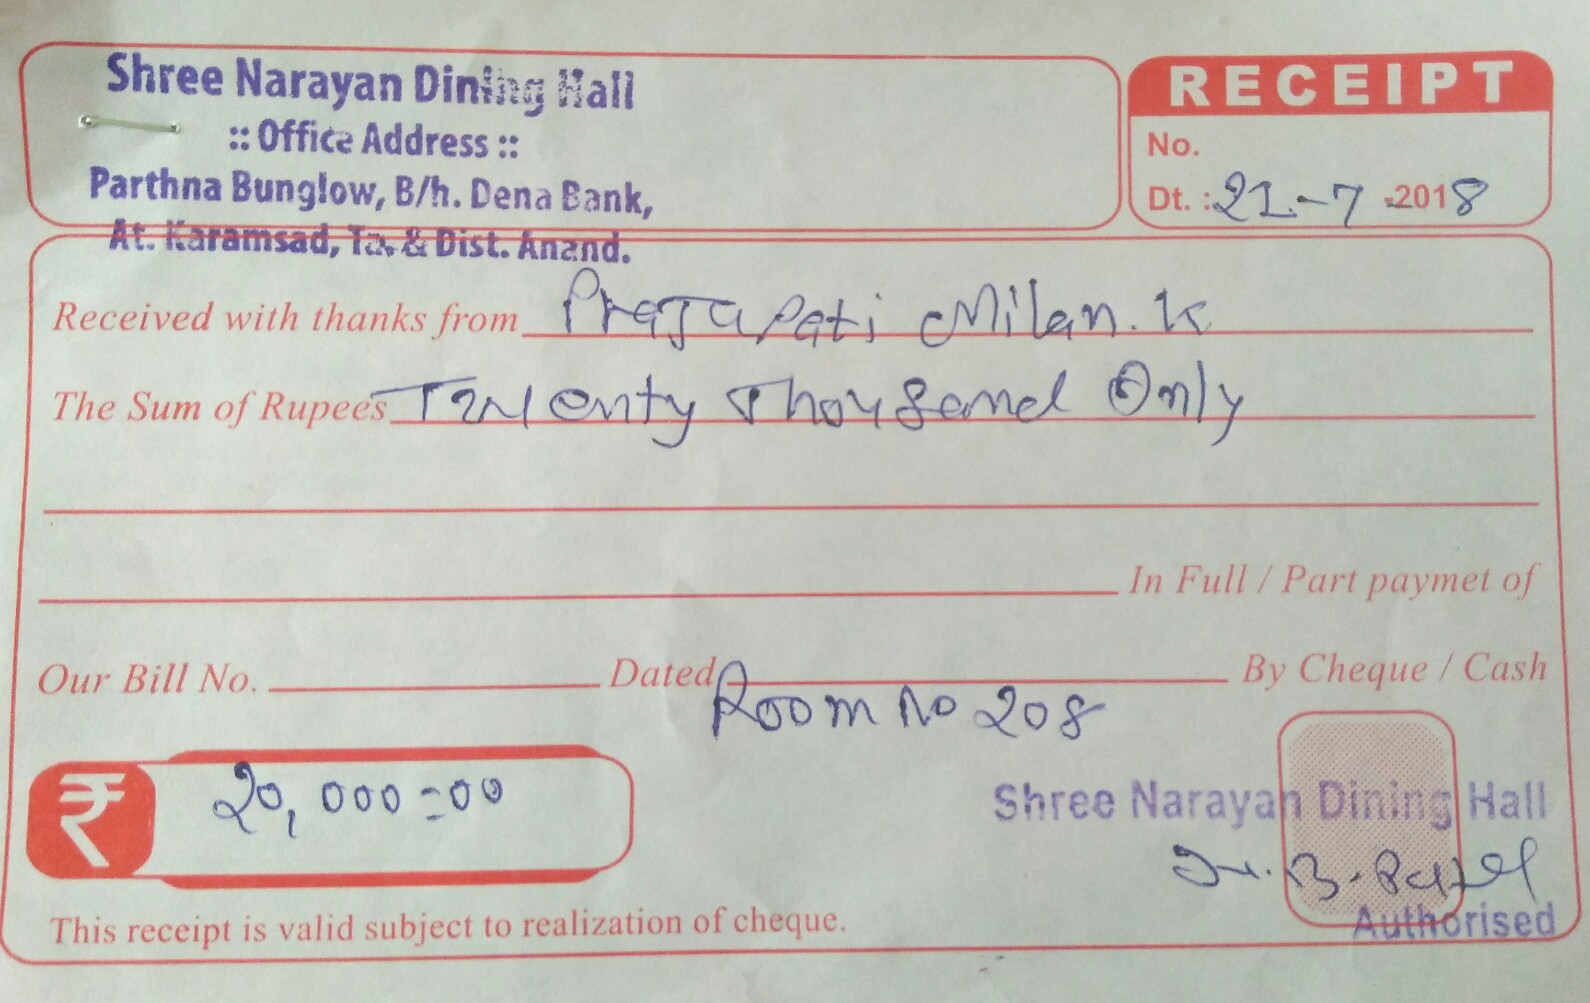 Shree Narayan Dining Hall
:: Office Address ::
Parthna Bunglow, B/h. Dena Bank,
At. Karamsad, Ta. & Dist. Anand.
RECEIPT
No.
Dt. : 21-7-2018
Received with thanks from Prajapati Milan. K
The Sum of Rupees Twenty Thousand Only
In Full / Part paymet of
Our Bill No. Dated By Cheque / Cash
Room No 208
₹ 20,000=00
Shree Narayan Dining Hall
B. Patel
Authorised
This receipt is valid subject to realization of cheque.